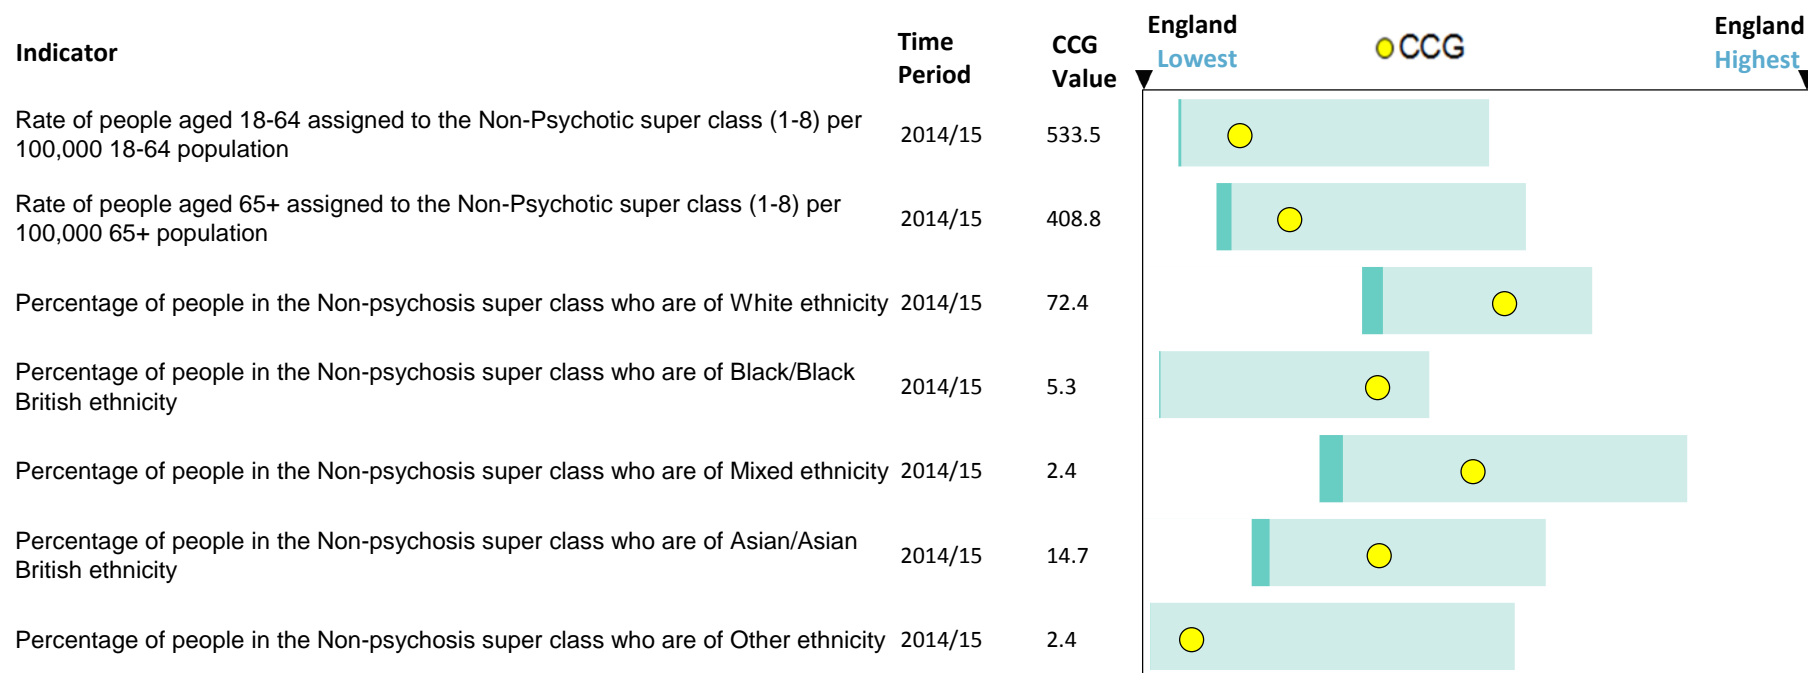 Indicator
Time
Period
CCG
Value
England
Lowest
CCG
England
Highest
Rate of people aged 18-64 assigned to the Non-Psychotic super class (1-8) per
100,000 18-64 population
2014/15
533.5
Rate of people aged 65+ assigned to the Non-Psychotic super class (1-8) per
100,000 65+ population
2014/15
408.8
Percentage of people in the Non-psychosis super class who are of White ethnicity
2014/15
72.4
Percentage of people in the Non-psychosis super class who are of Black/Black
British ethnicity
2014/15
5.3
Percentage of people in the Non-psychosis super class who are of Mixed ethnicity
2014/15
2.4
Percentage of people in the Non-psychosis super class who are of Asian/Asian
British ethnicity
2014/15
14.7
Percentage of people in the Non-psychosis super class who are of Other ethnicity
2014/15
2.4